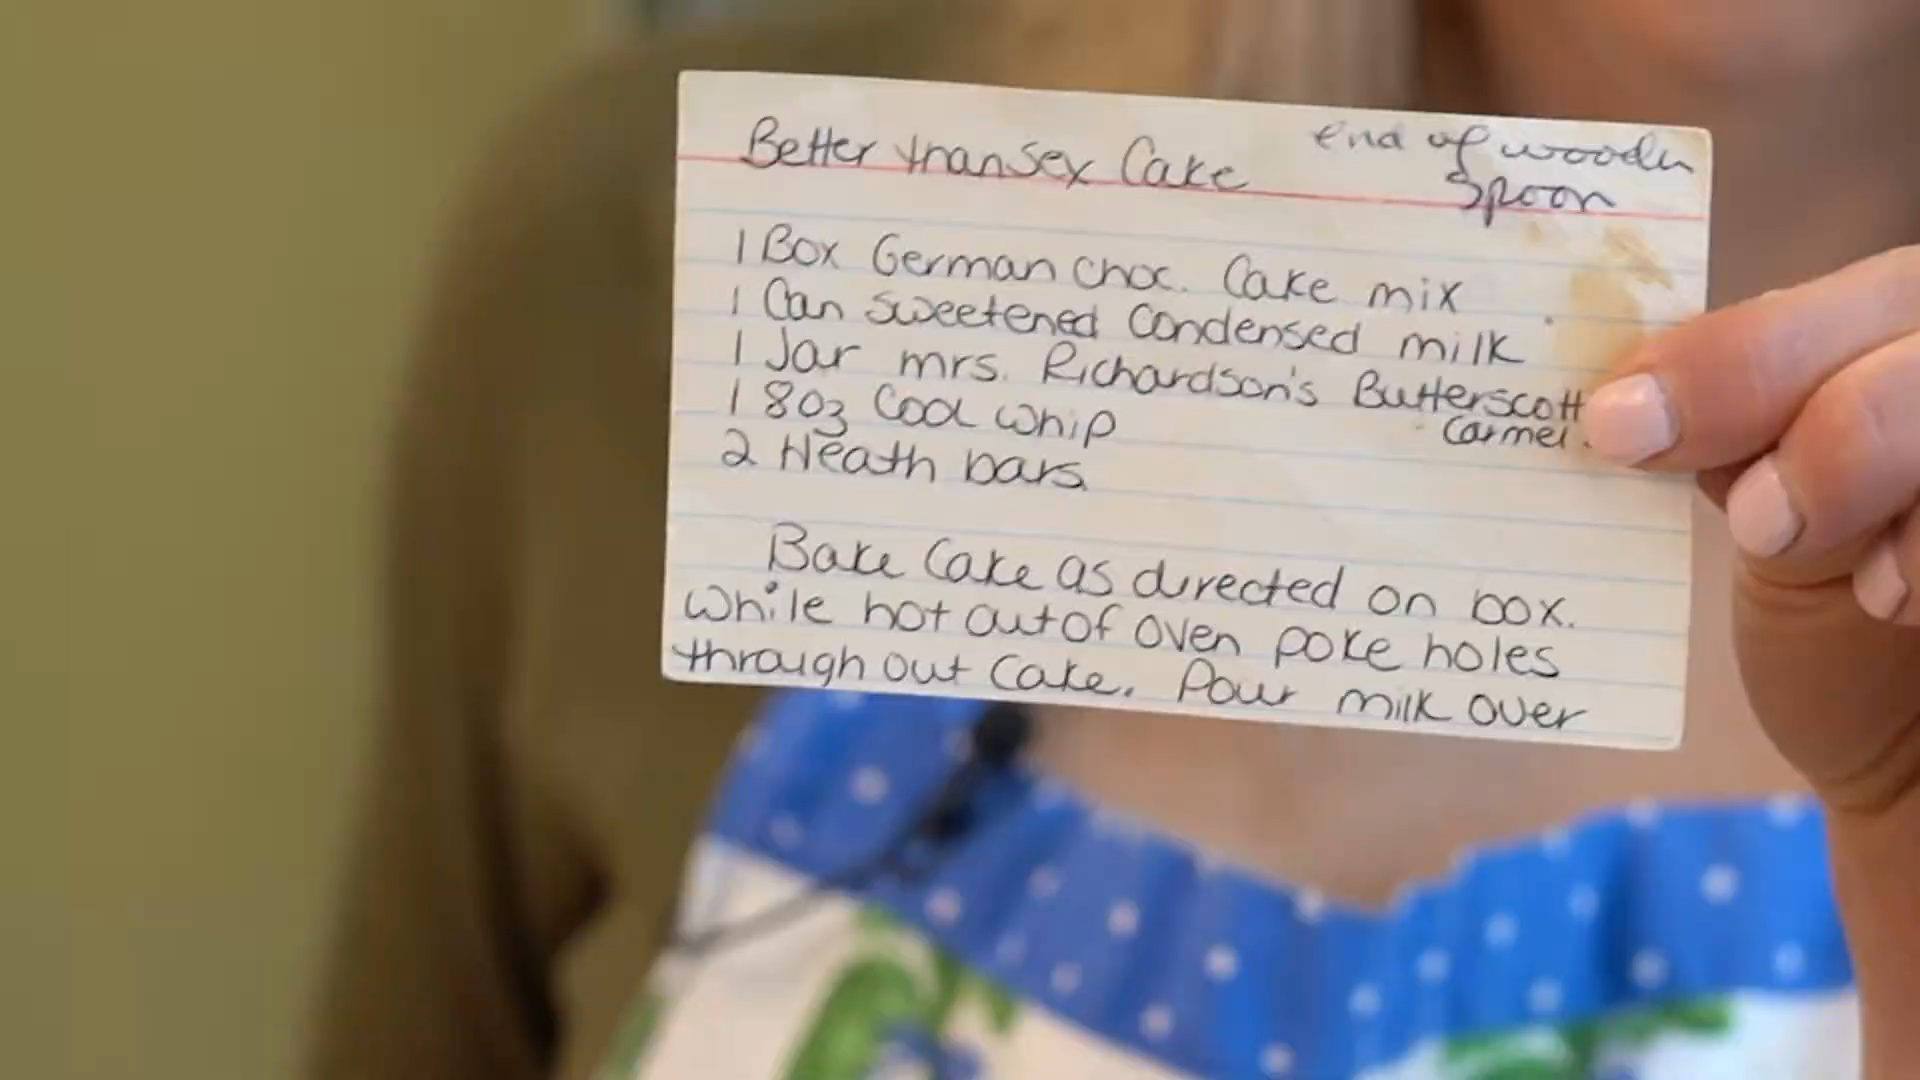 Better than Sex Cake
end of wooden
Spoon
1 Box German choc. Cake mix
1 Can sweetened Condensed milk
1 Jar mrs. Richardson's Butterscott
Carmel.
1 8oz Cool Whip
2 Heath bars.
Bake Cake as directed on box.
While hot out of oven poke holes
through out Cake. Pour milk over